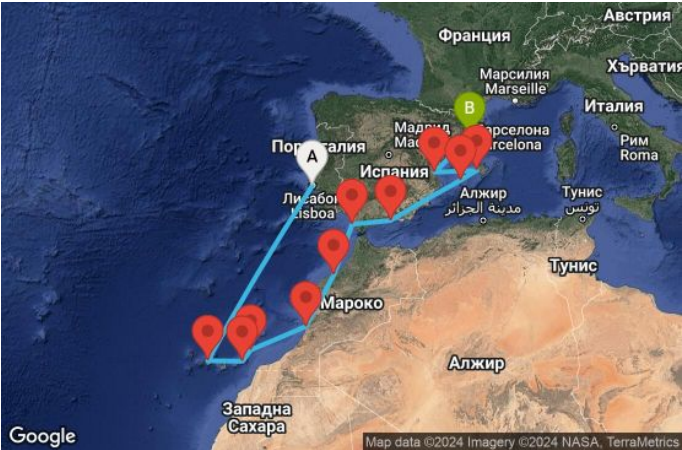 Австрия
Франция
Хърватия
Марсилия
Marseille
Италия
B
Мадрид
Барселона
Barcelona
Рим
Roma
A
Испания
Лисабон
Lisboa
Алжир
مدينة الجزائر
Тунис
تونس
Тунис
Мароко
Алжир
Западна
Сахара
Google
Map data ©2024 Imagery ©2024 NASA, TerraMetrics